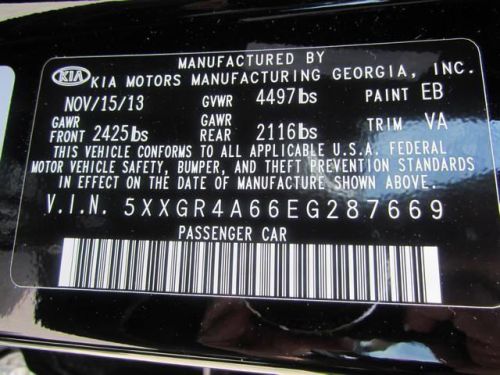 MANUFACTURED BY
KIA KIA MOTORS MANUFACTURING GEORGIA, INC.
NOV/15/13 GVWR 4497lbs PAINT EB
GAWR FRONT 2425lbs GAWR REAR 2116lbs TRIM VA
THIS VEHICLE CONFORMS TO ALL APPLICABLE U.S.A. FEDERAL
MOTOR VEHICLE SAFETY, BUMPER, AND THEFT PREVENTION STANDARDS
IN EFFECT ON THE DATE OF MANUFACTURE SHOWN ABOVE.
V.I.N. 5XXGR4A66EG287669
PASSENGER CAR